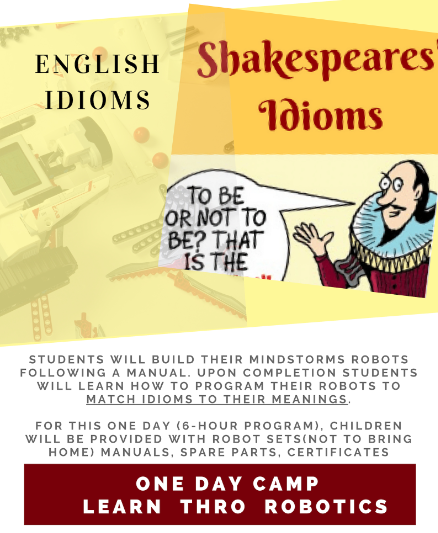 ENGLISH
IDIOMS
Shakespeares'
Idioms
TO BE
OR NOT TO
BE? THAT
IS THE
STUDENTS WILL BUILD THEIR MINDSTORMS ROBOTS
FOLLOWING A MANUAL. UPON COMPLETION STUDENTS
WILL LEARN HOW TO PROGRAM THEIR ROBOTS TO
MATCH IDIOMS TO THEIR MEANINGS.
FOR THIS ONE DAY (6-HOUR PROGRAM), CHILDREN
WILL BE PROVIDED WITH ROBOT SETS(NOT TO BRING
HOME) MANUALS, SPARE PARTS, CERTIFICATES
ONE DAY CAMP
LEARN THRO ROBOTICS